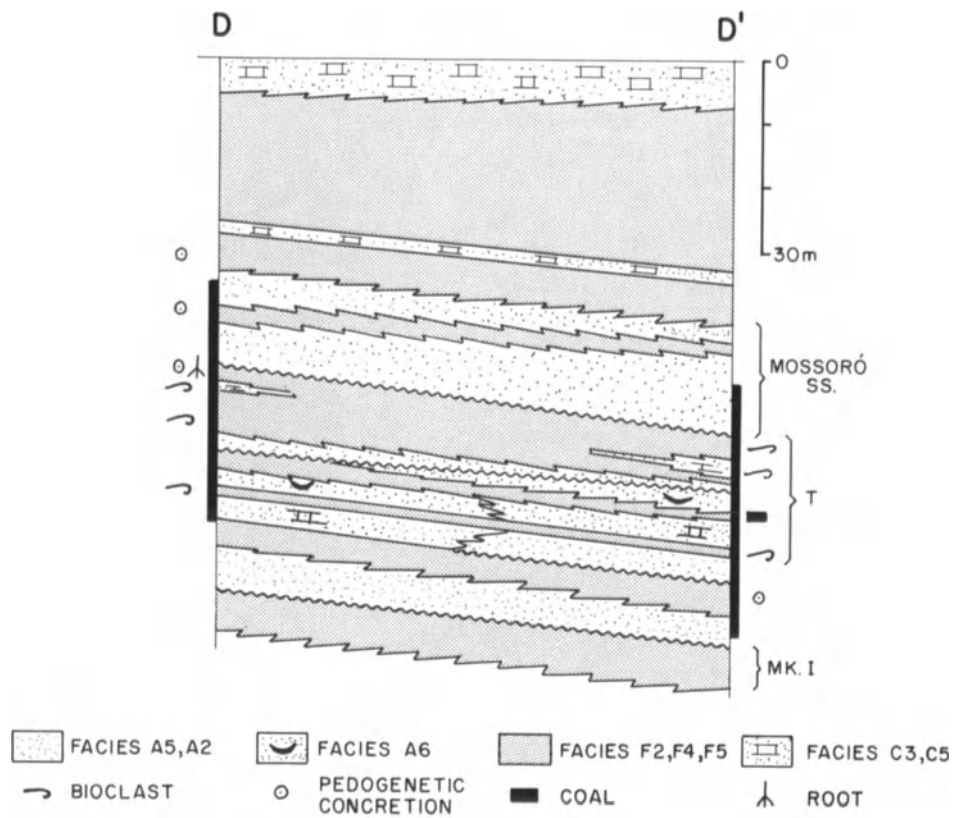 D D'
0
30m
MOSSORÓ
SS.
T
MK. I
FACIES A5,A2 FACIES A6 FACIES F2,F4,F5 FACIES C3,C5
BIOCLAST PEDOGENETIC CONCRETION COAL ROOT